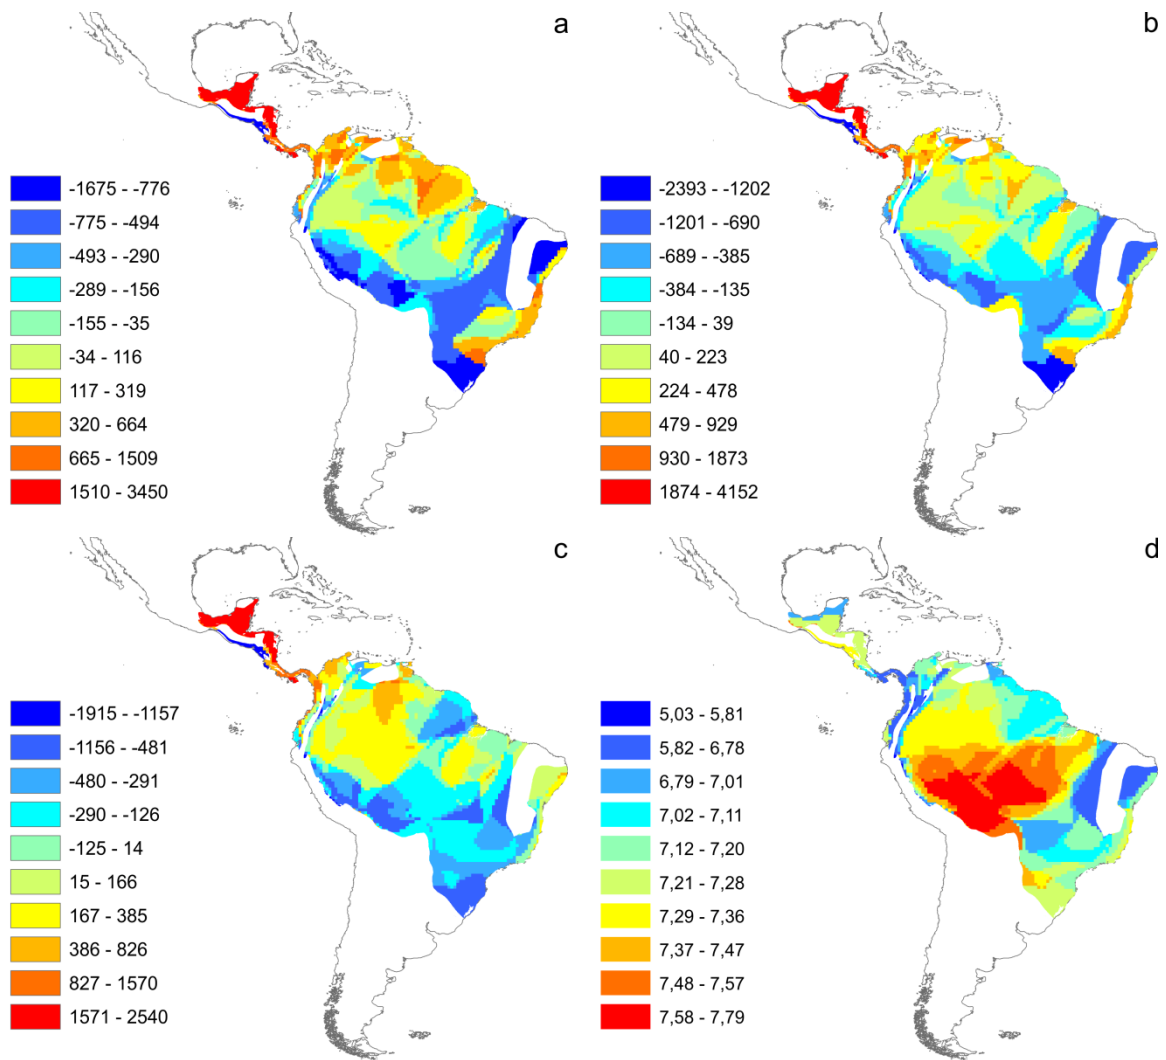 a
-1675 - -776
-775 - -494
-493 - -290
-289 - -156
-155 - -35
-34 - 116
117 - 319
320 - 664
665 - 1509
1510 - 3450
b
-2393 - -1202
-1201 - -690
-689 - -385
-384 - -135
-134 - 39
40 - 223
224 - 478
479 - 929
930 - 1873
1874 - 4152
c
-1915 - -1157
-1156 - -481
-480 - -291
-290 - -126
-125 - 14
15 - 166
167 - 385
386 - 826
827 - 1570
1571 - 2540
d
5,03 - 5,81
5,82 - 6,78
6,79 - 7,01
7,02 - 7,11
7,12 - 7,20
7,21 - 7,28
7,29 - 7,36
7,37 - 7,47
7,48 - 7,57
7,58 - 7,79